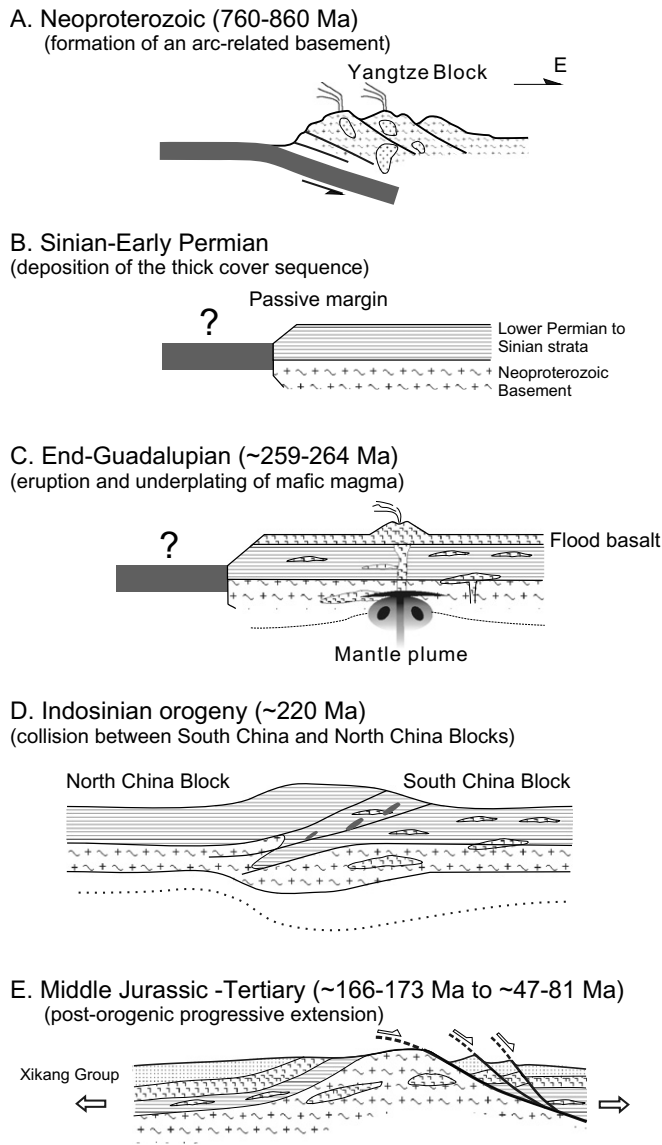 A. Neoproterozoic (760-860 Ma)
(formation of an arc-related basement)
Yangtze Block
E
B. Sinian-Early Permian
(deposition of the thick cover sequence)
Passive margin
?
Lower Permian to
Sinian strata
Neoproterozoic
Basement
C. End-Guadalupian (~259-264 Ma)
(eruption and underplating of mafic magma)
?
Flood basalt
Mantle plume
D. Indosinian orogeny (~220 Ma)
(collision between South China and North China Blocks)
North China Block
South China Block
E. Middle Jurassic -Tertiary (~166-173 Ma to ~47-81 Ma)
(post-orogenic progressive extension)
Xikang Group